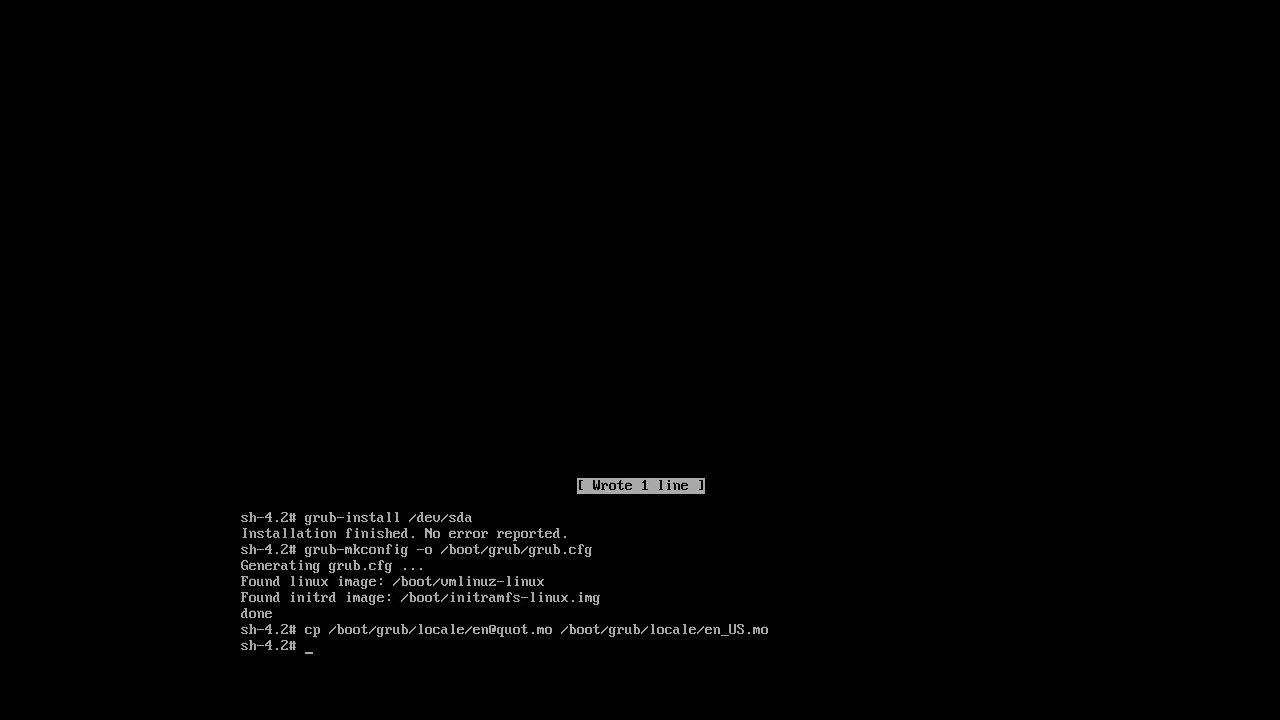 [ Wrote 1 line ]
sh-4.2# grub-install /dev/sda
Installation finished. No error reported.
sh-4.2# grub-mkconfig -o /boot/grub/grub.cfg
Generating grub.cfg ...
Found linux image: /boot/vmlinuz-linux
Found initrd image: /boot/initramfs-linux.img
done
sh-4.2# cp /boot/grub/locale/en@quot.mo /boot/grub/locale/en_US.mo
sh-4.2# _